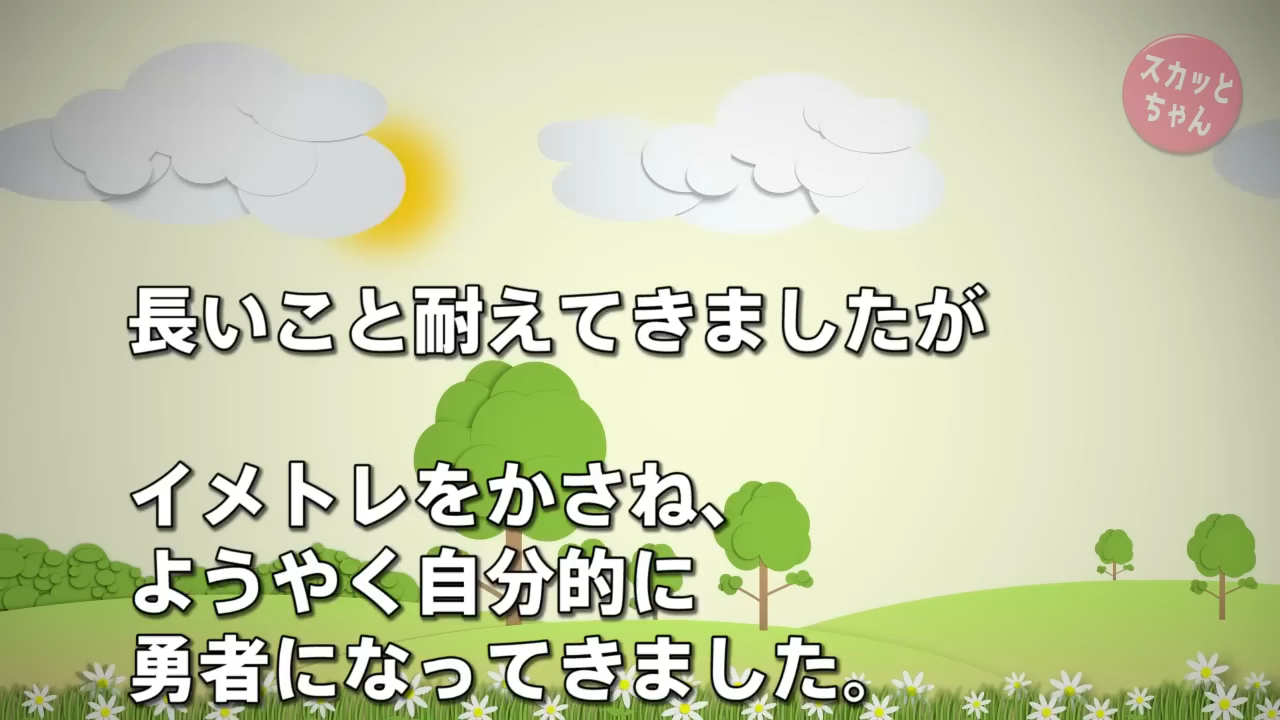 スカッと
ちゃん
長いこと耐えてきましたが
イメトレをかさね、
ようやく自分的に
勇者になってきました。